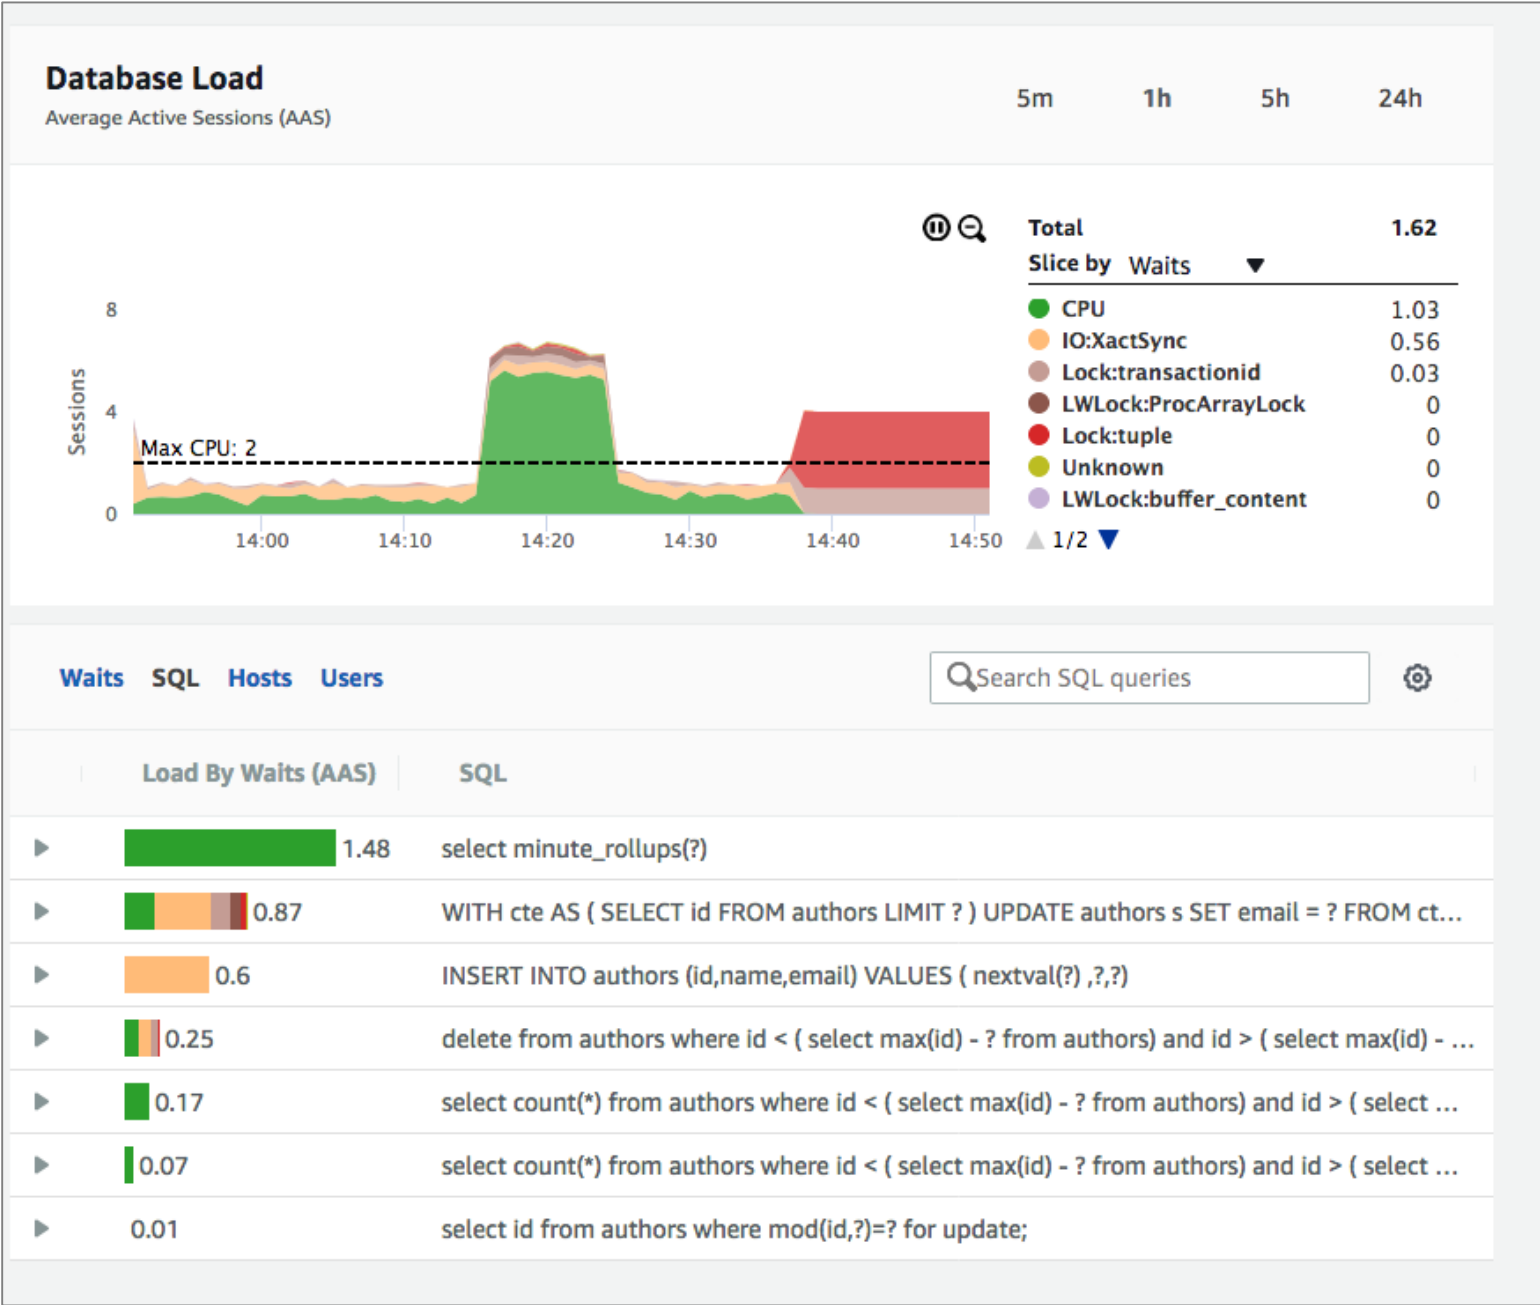 Database Load
Average Active Sessions (AAS)
5m 1h 5h 24h
Total 1.62
Slice by Waits
CPU 1.03
IO:XactSync 0.56
Lock:transactionid 0.03
LWLock:ProcArrayLock 0
Lock:tuple 0
Unknown 0
LWLock:buffer_content 0
1/2
Sessions
8
4
0
Max CPU: 2
14:00 14:10 14:20 14:30 14:40 14:50
Waits SQL Hosts Users
Search SQL queries
Load By Waits (AAS) SQL
1.48 select minute_rollups(?)
0.87 WITH cte AS ( SELECT id FROM authors LIMIT ? ) UPDATE authors s SET email = ? FROM ct...
0.6 INSERT INTO authors (id,name,email) VALUES ( nextval(?) ,?,?)
0.25 delete from authors where id < ( select max(id) - ? from authors) and id > ( select max(id) - ...
0.17 select count(*) from authors where id < ( select max(id) - ? from authors) and id > ( select ...
0.07 select count(*) from authors where id < ( select max(id) - ? from authors) and id > ( select ...
0.01 select id from authors where mod(id,?)=? for update;